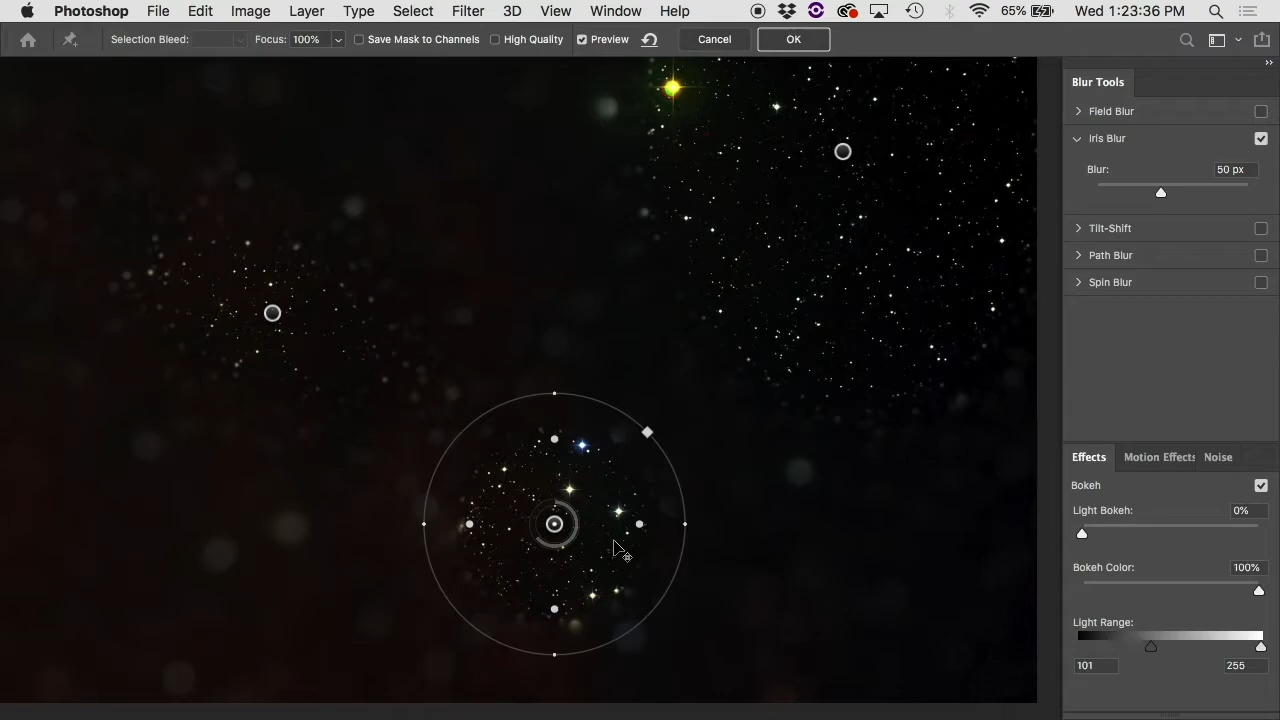 Photoshop File Edit Image Layer Type Select Filter 3D View Window Help 65% Wed 1:23:36 PM
Selection Bleed: Focus: 100% Save Mask to Channels High Quality Preview Cancel OK
Blur Tools
Field Blur
Iris Blur
Blur: 50 px
Tilt-Shift
Path Blur
Spin Blur
Effects Motion Effects Noise
Bokeh
Light Bokeh: 0%
Bokeh Color: 100%
Light Range:
101 255